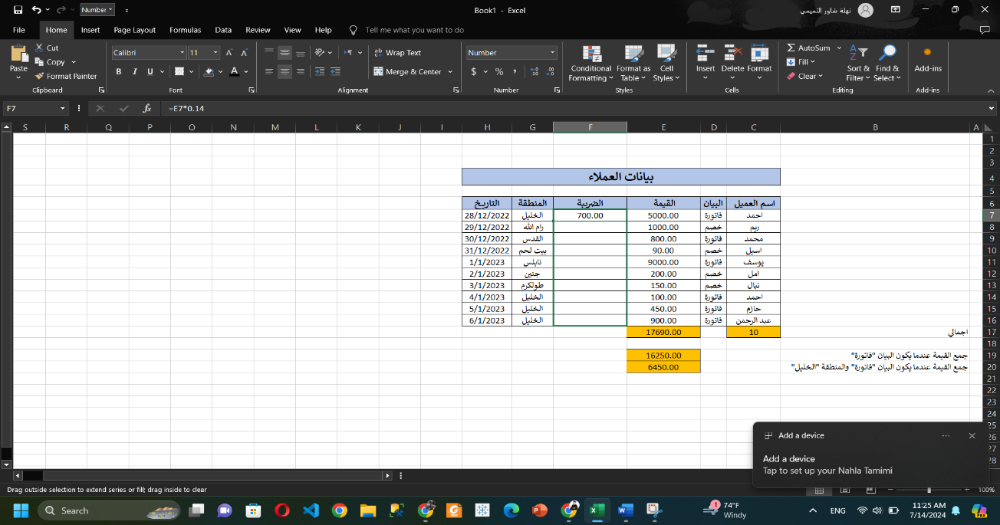 Number
Book1 - Excel
نهلة شاور التميمي
File Home Insert Page Layout Formulas Data Review View Help Tell me what you want to do
Paste
Cut
Copy
Format Painter
Clipboard
Calibri 11
B I U
Font
Wrap Text
Merge & Center
Alignment
Number
$ % ,
Number
Conditional Formatting
Format as Table
Cell Styles
Styles
Insert Delete Format
Cells
AutoSum
Fill
Clear
Sort & Filter
Find & Select
Editing
Add-ins
Add-ins
F7 fx =E7*0.14
S R Q P O N M L K J I H G F E D C B A
1
2
3
4 بيانات العملاء
5
6 اسم العميل البيان القيمة الضريبة المنطقة التاريخ
7 احمد فاتورة 5000.00 700.00 الخليل 28/12/2022
8 ريم خصم 1000.00 رام الله 29/12/2022
9 محمد فاتورة 800.00 القدس 30/12/2022
10 اسيل خصم 90.00 بيت لحم 31/12/2022
11 يوسف فاتورة 9000.00 نابلس 1/1/2023
12 امل خصم 200.00 جنين 2/1/2023
13 نبال خصم 150.00 طولكرم 3/1/2023
14 احمد فاتورة 100.00 الخليل 4/1/2023
15 حازم فاتورة 450.00 الخليل 5/1/2023
16 عبد الرحمن فاتورة 900.00 الخليل 6/1/2023
17 اجمالي 10 17690.00
18
19 جمع القيمة عندما يكون البيان "فاتورة" 16250.00
20 جمع القيمة عندما يكون البيان "فاتورة" والمنطقة "الخليل" 6450.00
21
22
23
24
Add a device
Add a device
Tap to set up your Nahla Tamimi
Drag outside selection to extend series or fill; drag inside to clear
100%
Search
74°F
Windy
ENG
11:25 AM
7/14/2024